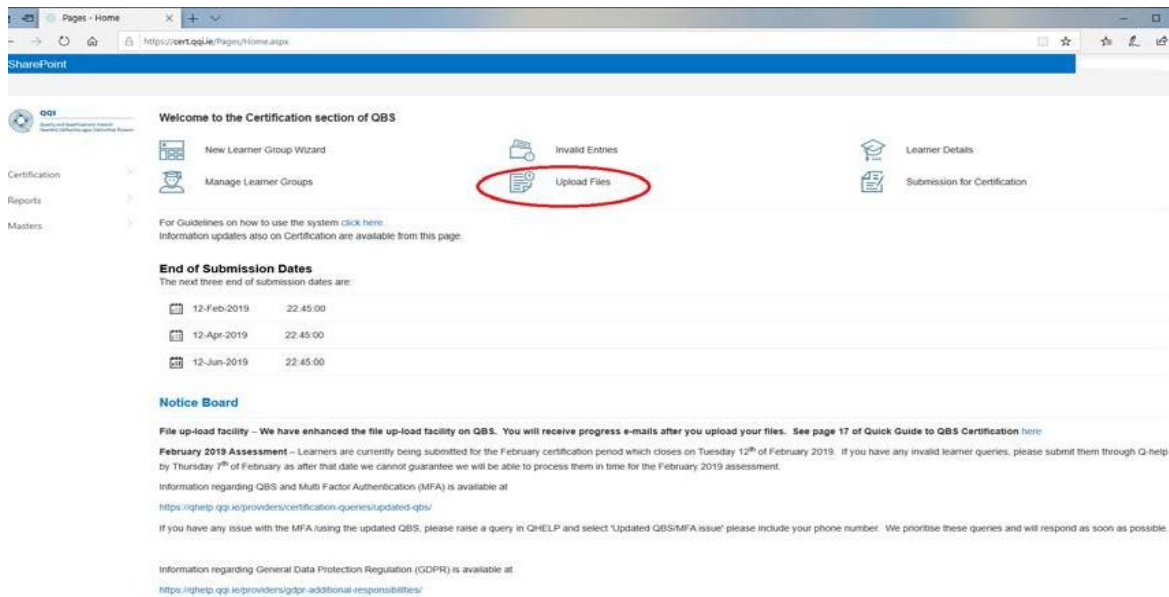 Pages - Home
https://cert.qqi.ie/Pages/Home.aspx
SharePoint
QQI
Welcome to the Certification section of QBS
New Learner Group Wizard
Invalid Entries
Learner Details
Certification
Manage Learner Groups
Upload Files
Submission for Certification
Reports
Masters
For Guidelines on how to use the system click here.
Information updates also on Certification are available from this page.
End of Submission Dates
The next three end of submission dates are:
12-Feb-2019 22:45:00
12-Apr-2019 22:45:00
12-Jun-2019 22:45:00
Notice Board
File up-load facility – We have enhanced the file up-load facility on QBS. You will receive progress e-mails after you upload your files. See page 17 of Quick Guide to QBS Certification here
February 2019 Assessment – Learners are currently being submitted for the February certification period which closes on Tuesday 12th of February 2019. If you have any invalid learner queries, please submit them through Q-help
by Thursday 7th of February as after that date we cannot guarantee we will be able to process them in time for the February 2019 assessment.
Information regarding QBS and Multi Factor Authentication (MFA) is available at
https://qhelp.qqi.ie/providers/certification-queries/updated-qbs/
If you have any issue with the MFA /using the updated QBS, please raise a query in QHELP and select 'Updated QBS/MFA issue' please include your phone number. We prioritise these queries and will respond as soon as possible.
Information regarding General Data Protection Regulation (GDPR) is available at
https://qhelp.qqi.ie/providers/gdpr-additional-responsibilities/